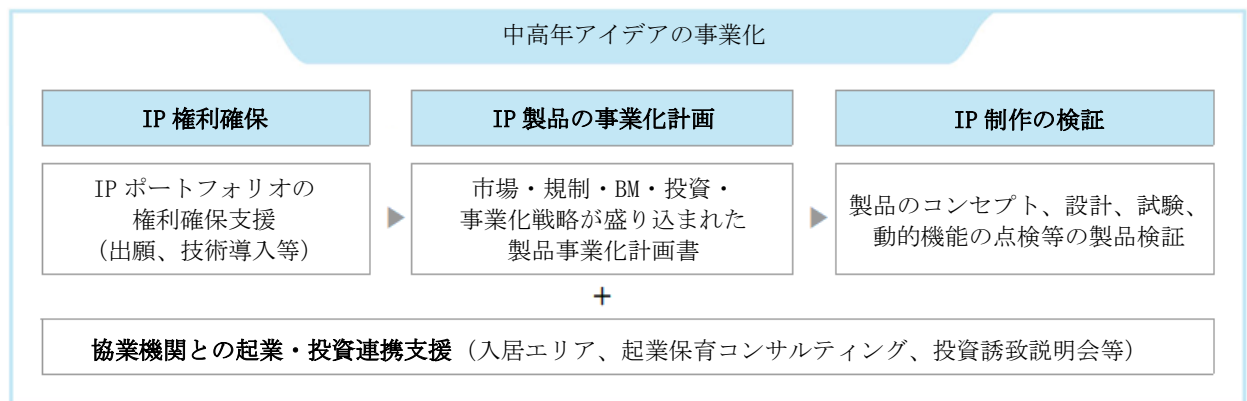 中高年アイデアの事業化
IP 権利確保
IP 製品の事業化計画
IP 制作の検証
IP ポートフォリオの
権利確保支援
（出願、技術導入等）
市場・規制・BM・投資・
事業化戦略が盛り込まれた
製品事業化計画書
製品のコンセプト、設計、試験、
動的機能の点検等の製品検証
+
協業機関との起業・投資連携支援（入居エリア、起業保育コンサルティング、投資誘致説明会等）